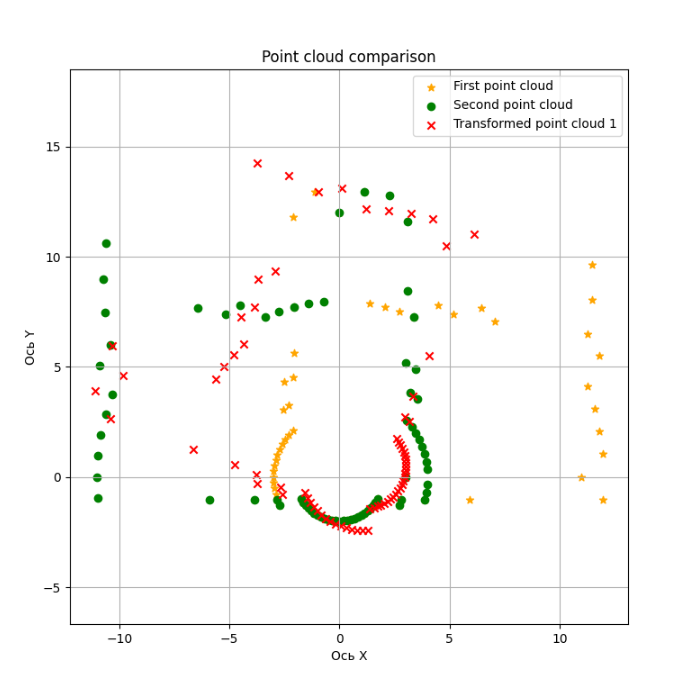 Point cloud comparison
First point cloud
Second point cloud
Transformed point cloud 1
15
10
5
0
−5
−10
−5
0
5
10
Ось Y
Ось X